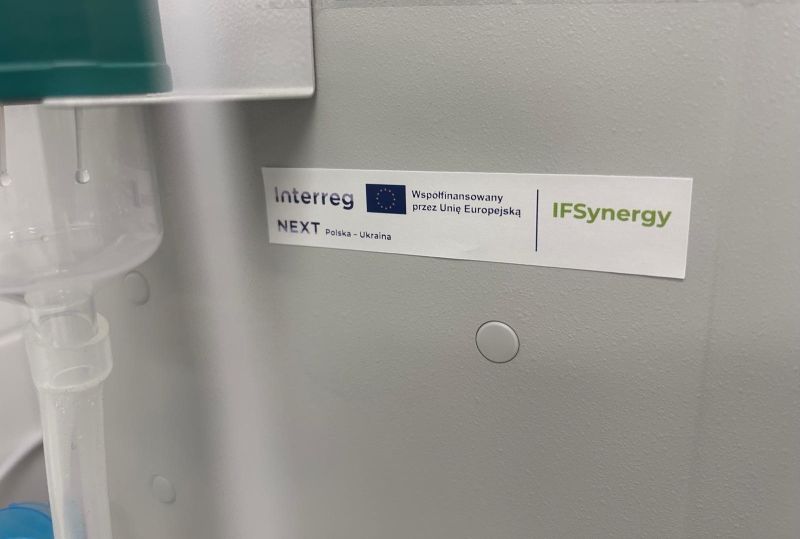 Interreg
Współfinansowany
przez Unię Europejską
NEXT Polska – Ukraina
IFSynergy